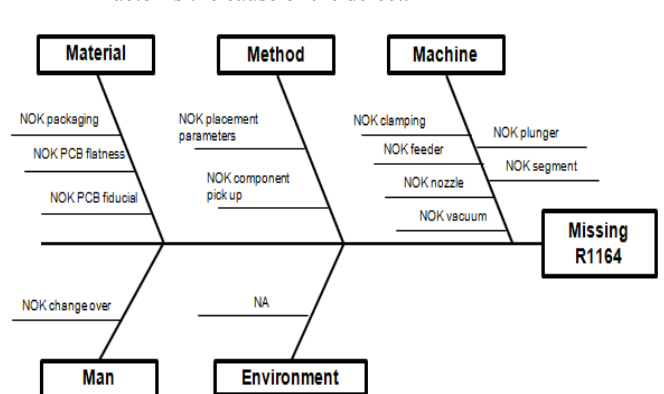 Material
Method
Machine
NOK packaging
NOK PCB flatness
NOK PCB fiducial
NOK placement
parameters
NOK component
pick up
NOK clamping
NOK feeder
NOK nozzle
NOK vacuum
NOK plunger
NOK segment
Missing
R1164
NOK change over
NA
Man
Environment